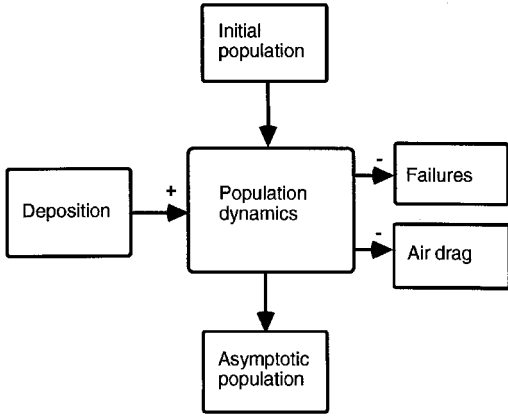 Initial
population
-
Failures
+
Deposition
Population
dynamics
-
Air drag
Asymptotic
population